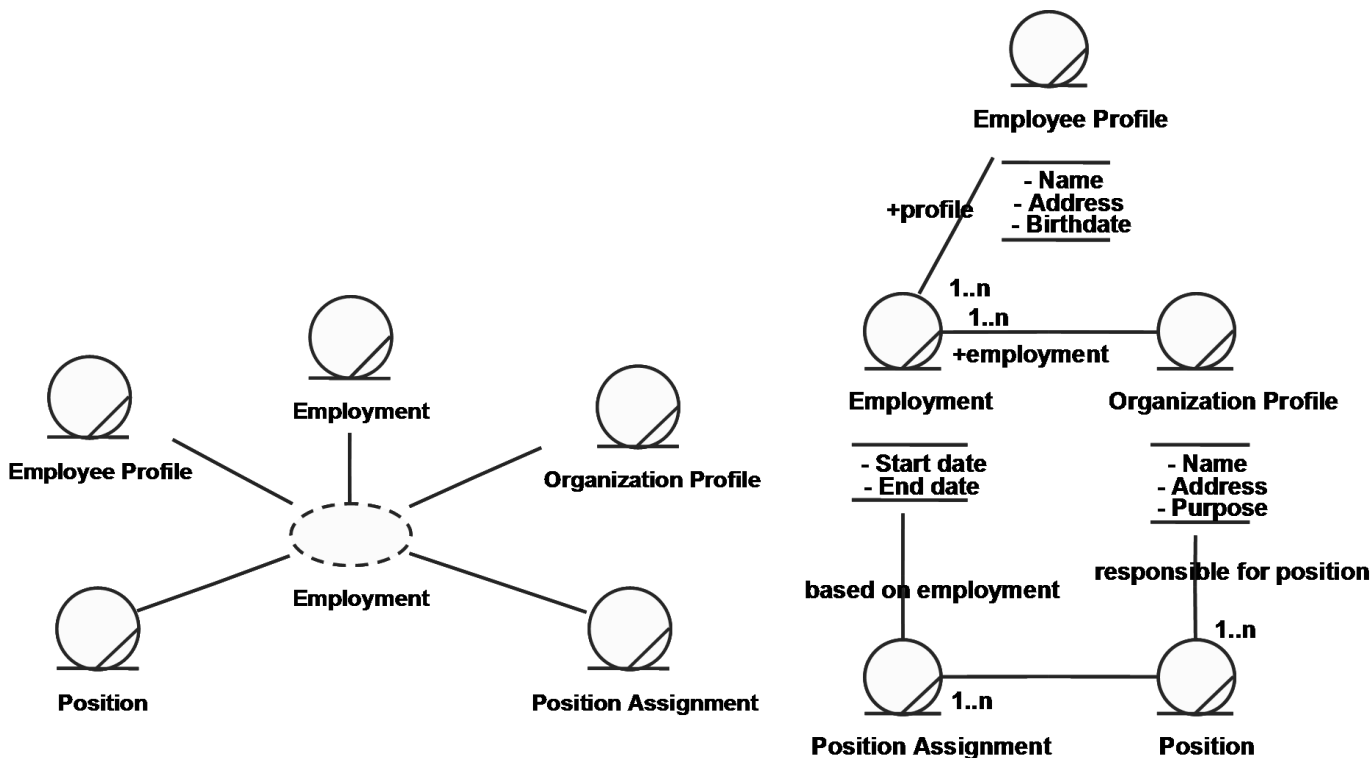 Employment
Employee Profile
Organization Profile
Employment
Position
Position Assignment
Employee Profile
- Name
- Address
- Birthdate
+profile
1..n
1..n
+employment
Employment
Organization Profile
- Start date
- End date
- Name
- Address
- Purpose
based on employment
responsible for position
1..n
1..n
Position Assignment
Position